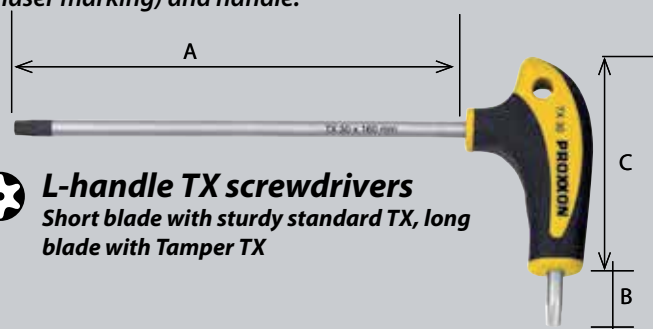 (laser marking) and handle.
A
TX 30 x 160 mm
TX 30 PROXXON
C
L-handle TX screwdrivers
Short blade with sturdy standard TX, long
blade with Tamper TX
B